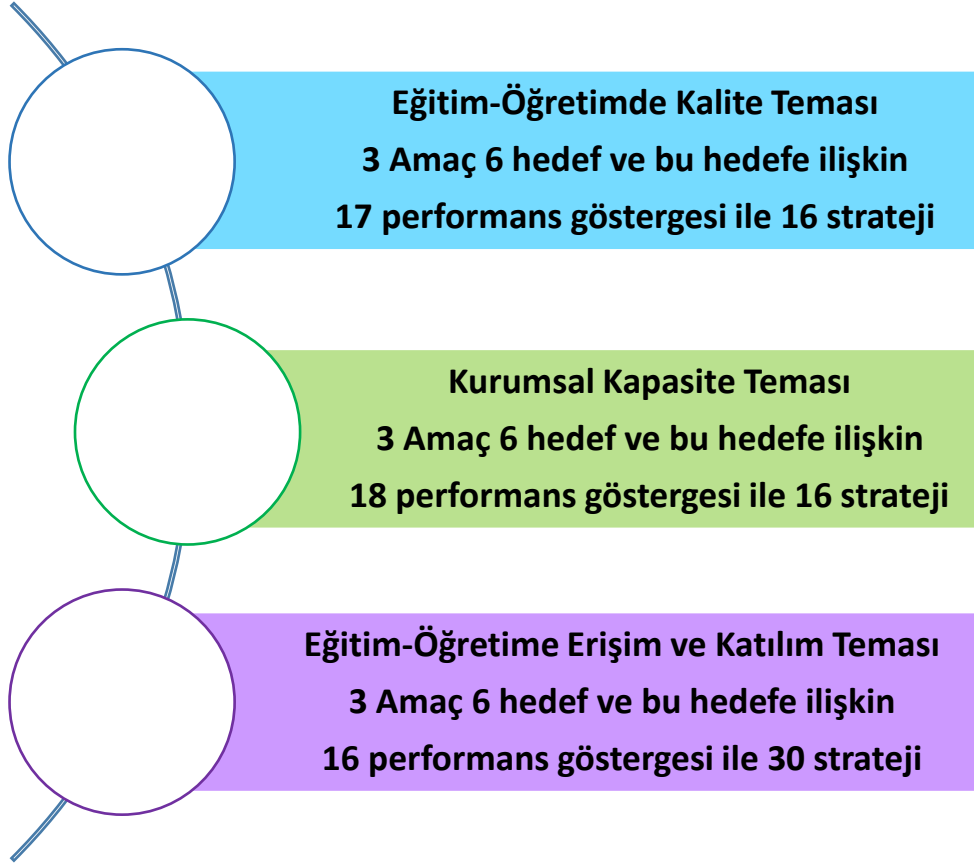 Eğitim-Öğretimde Kalite Teması
3 Amaç 6 hedef ve bu hedefe ilişkin
17 performans göstergesi ile 16 strateji
Kurumsal Kapasite Teması
3 Amaç 6 hedef ve bu hedefe ilişkin
18 performans göstergesi ile 16 strateji
Eğitim-Öğretime Erişim ve Katılım Teması
3 Amaç 6 hedef ve bu hedefe ilişkin
16 performans göstergesi ile 30 strateji